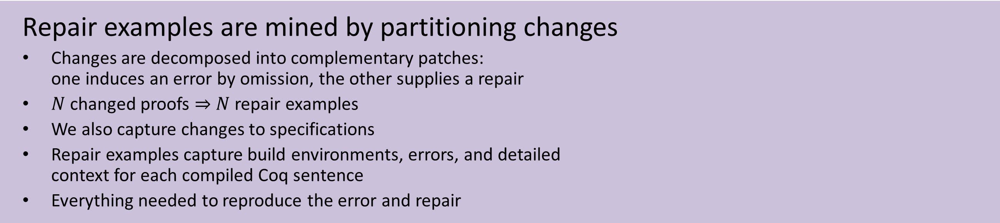 Repair examples are mined by partitioning changes
• Changes are decomposed into complementary patches:
one induces an error by omission, the other supplies a repair
• N changed proofs ⇒ N repair examples
• We also capture changes to specifications
• Repair examples capture build environments, errors, and detailed
context for each compiled Coq sentence
• Everything needed to reproduce the error and repair